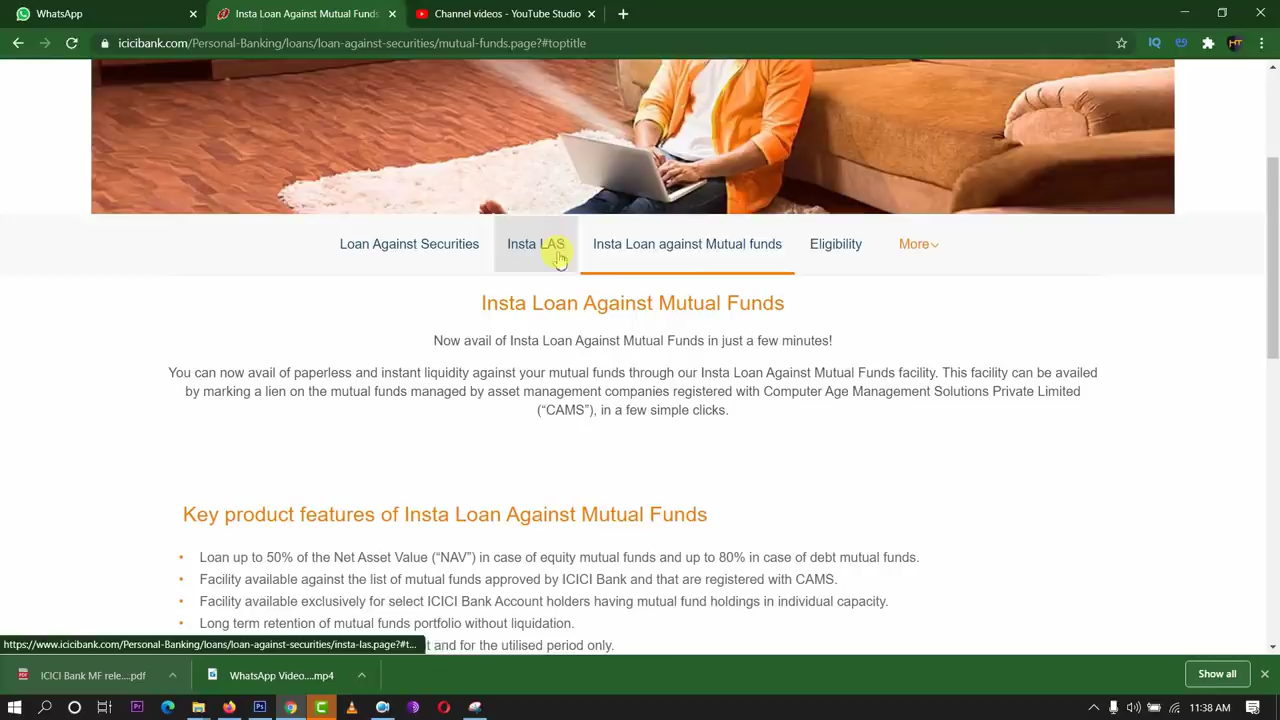 WhatsApp
Insta Loan Against Mutual Funds
Channel videos - YouTube Studio
icicibank.com/Personal-Banking/loans/loan-against-securities/mutual-funds.page?#toptitle
Loan Against Securities
Insta LAS
Insta Loan against Mutual funds
Eligibility
More
Insta Loan Against Mutual Funds
Now avail of Insta Loan Against Mutual Funds in just a few minutes!
You can now avail of paperless and instant liquidity against your mutual funds through our Insta Loan Against Mutual Funds facility. This facility can be availed
by marking a lien on the mutual funds managed by asset management companies registered with Computer Age Management Solutions Private Limited
(“CAMS”), in a few simple clicks.
Key product features of Insta Loan Against Mutual Funds
• Loan up to 50% of the Net Asset Value (“NAV”) in case of equity mutual funds and up to 80% in case of debt mutual funds.
• Facility available against the list of mutual funds approved by ICICI Bank and that are registered with CAMS.
• Facility available exclusively for select ICICI Bank Account holders having mutual fund holdings in individual capacity.
• Long term retention of mutual funds portfolio without liquidation.
and for the utilised period only.
https://www.icicibank.com/Personal-Banking/loans/loan-against-securities/insta-las.page?#t...
ICICI Bank MF rele....pdf
WhatsApp Video....mp4
Show all
11:38 AM